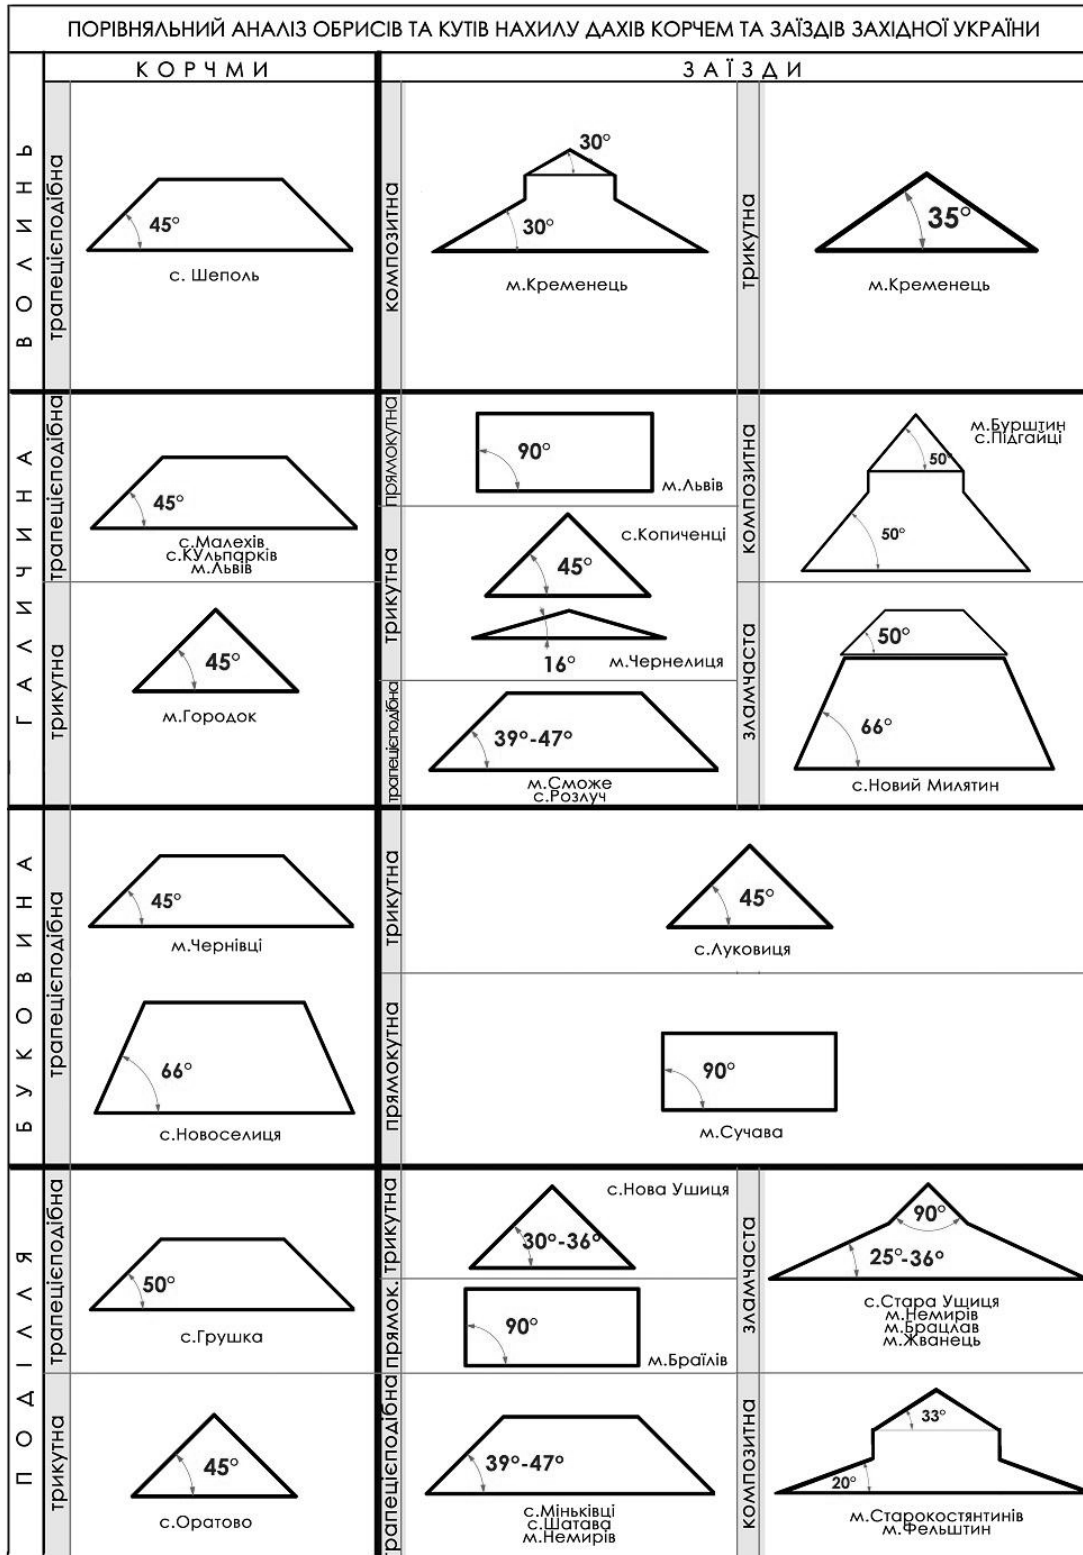 ПОРІВНЯЛЬНИЙ АНАЛІЗ ОБРИСІВ ТА КУТІВ НАХИЛУ ДАХІВ КОРЧЕМ ТА ЗАЇЗДІВ ЗАХІДНОЇ УКРАЇНИ
КОРЧМИ
ЗАЇЗДИ
ВОЛИНЬ
трапецієподібна
45°
с. Шеполь
композитна
30°
30°
м.Кременець
трикутна
35°
м.Кременець
ГАЛИЧИНА
трапецієподібна
45°
с.Малехів
с.КУльпарків
м.Львів
трикутна
45°
м.Городок
прямокутна
90°
м.Львів
трикутна
с.Копиченці
45°
16°
м.Чернелиця
трапецієподібна
39°-47°
м.Сможе
с.Розлуч
композитна
м.Бурштин
с.Підгайці
50°
50°
зламчаста
50°
66°
с.Новий Милятин
БУКОВИНА
трапецієподібна
45°
м.Чернівці
трапецієподібна
66°
с.Новоселиця
трикутна
45°
с.Луковиця
прямокутна
90°
м.Сучава
ПОДІЛЛЯ
трапецієподібна
50°
с.Грушка
трикутна
45°
с.Оратово
трикутна
с.Нова Ушиця
30°-36°
прямок.
90°
м.Браїлів
трапецієподібна
39°-47°
с.Міньківці
с.Шатава
м.Немирів
зламчаста
90°
25°-36°
с.Стара Ушиця
м.Немирів
м.Брацлав
м.Жванець
композитна
33°
20°
м.Старокостянтинів
м.Фельштин